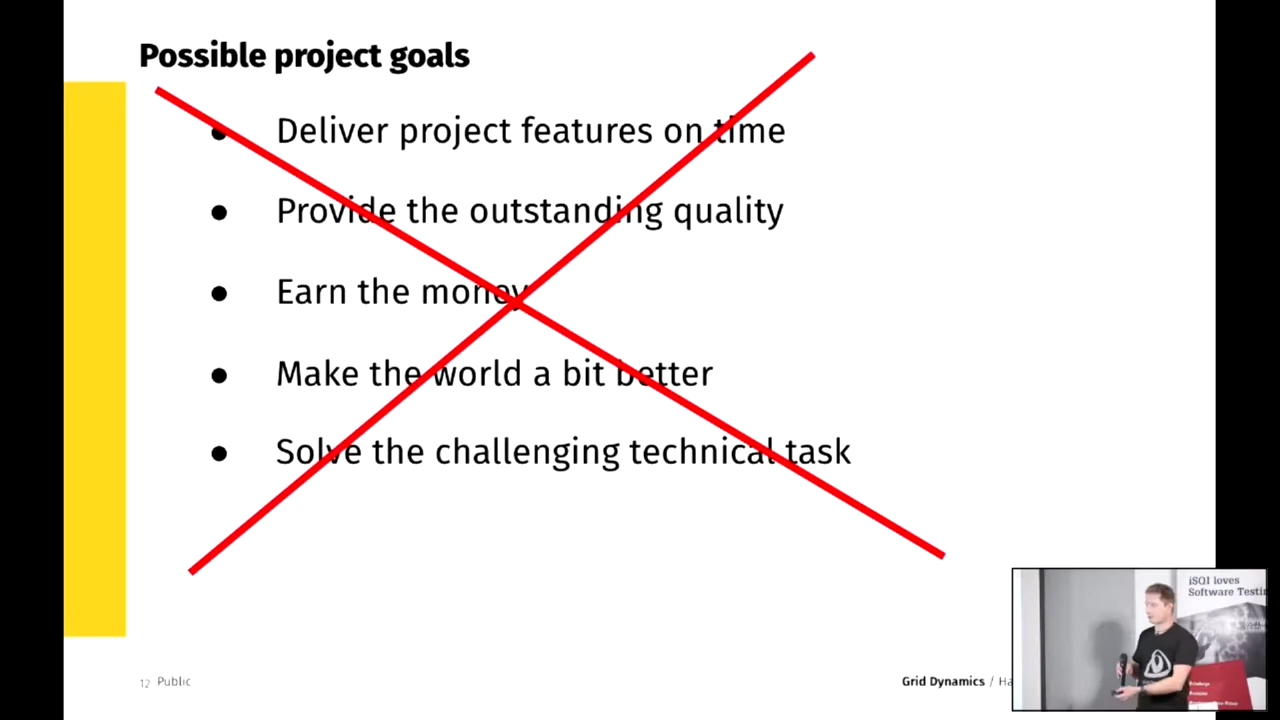 Possible project goals
● Deliver project features on time
● Provide the outstanding quality
● Earn the money
● Make the world a bit better
● Solve the challenging technical task
12 Public
Grid Dynamics / Ha
iSQI loves
Software Testin